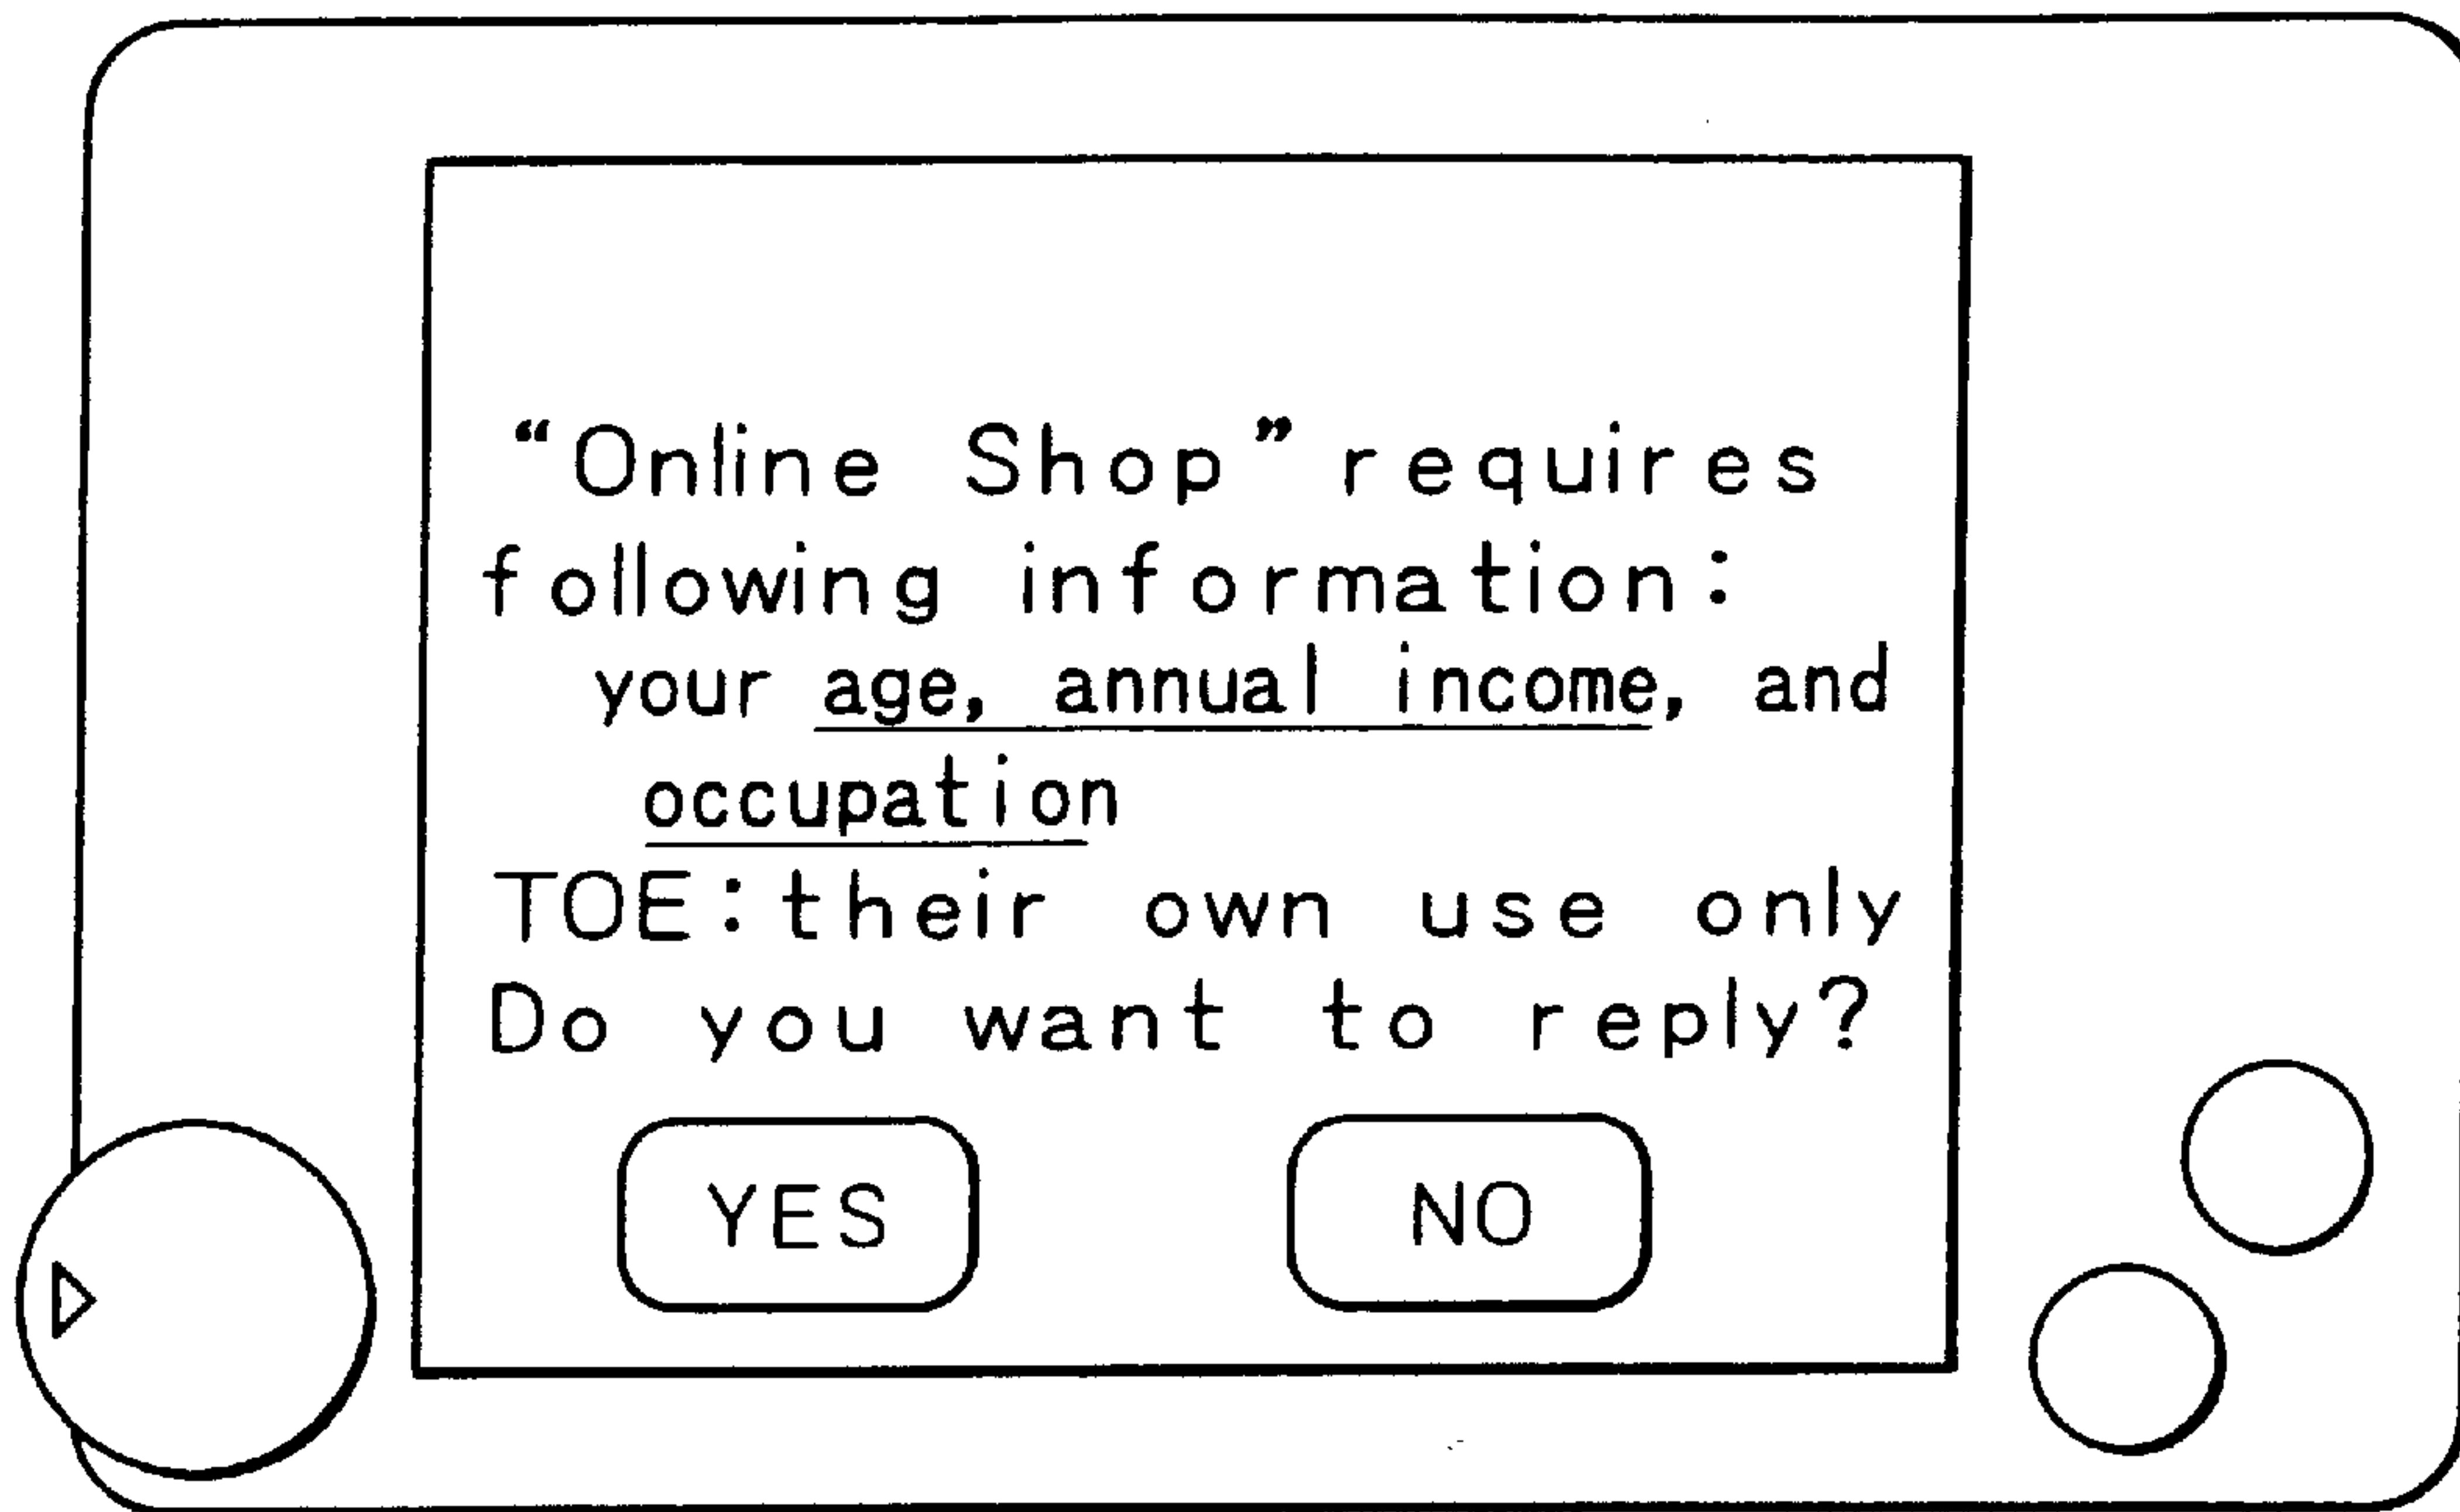 “Online Shop” requires
following information:
your age, annual income, and
occupation
TOE:their own use only
Do you want to reply?
YES NO